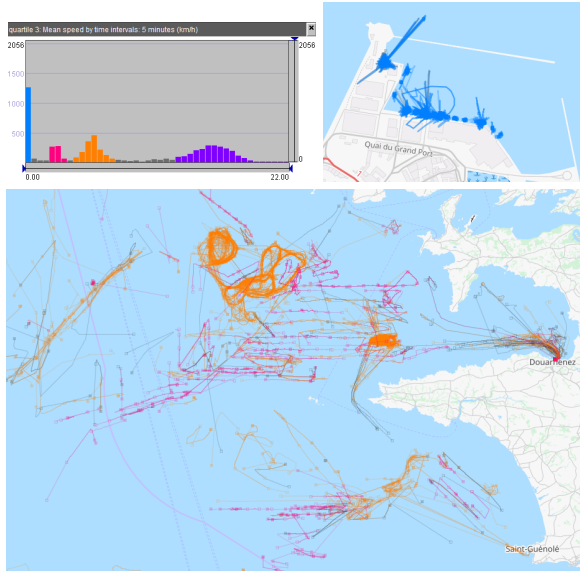 quartile 3: Mean speed by time intervals: 5 minutes (km/h)
2056
2056
1500
1000
500
0
0.00
22.00
Quai du Grand Port
Douarnenez
Saint-Guénolé